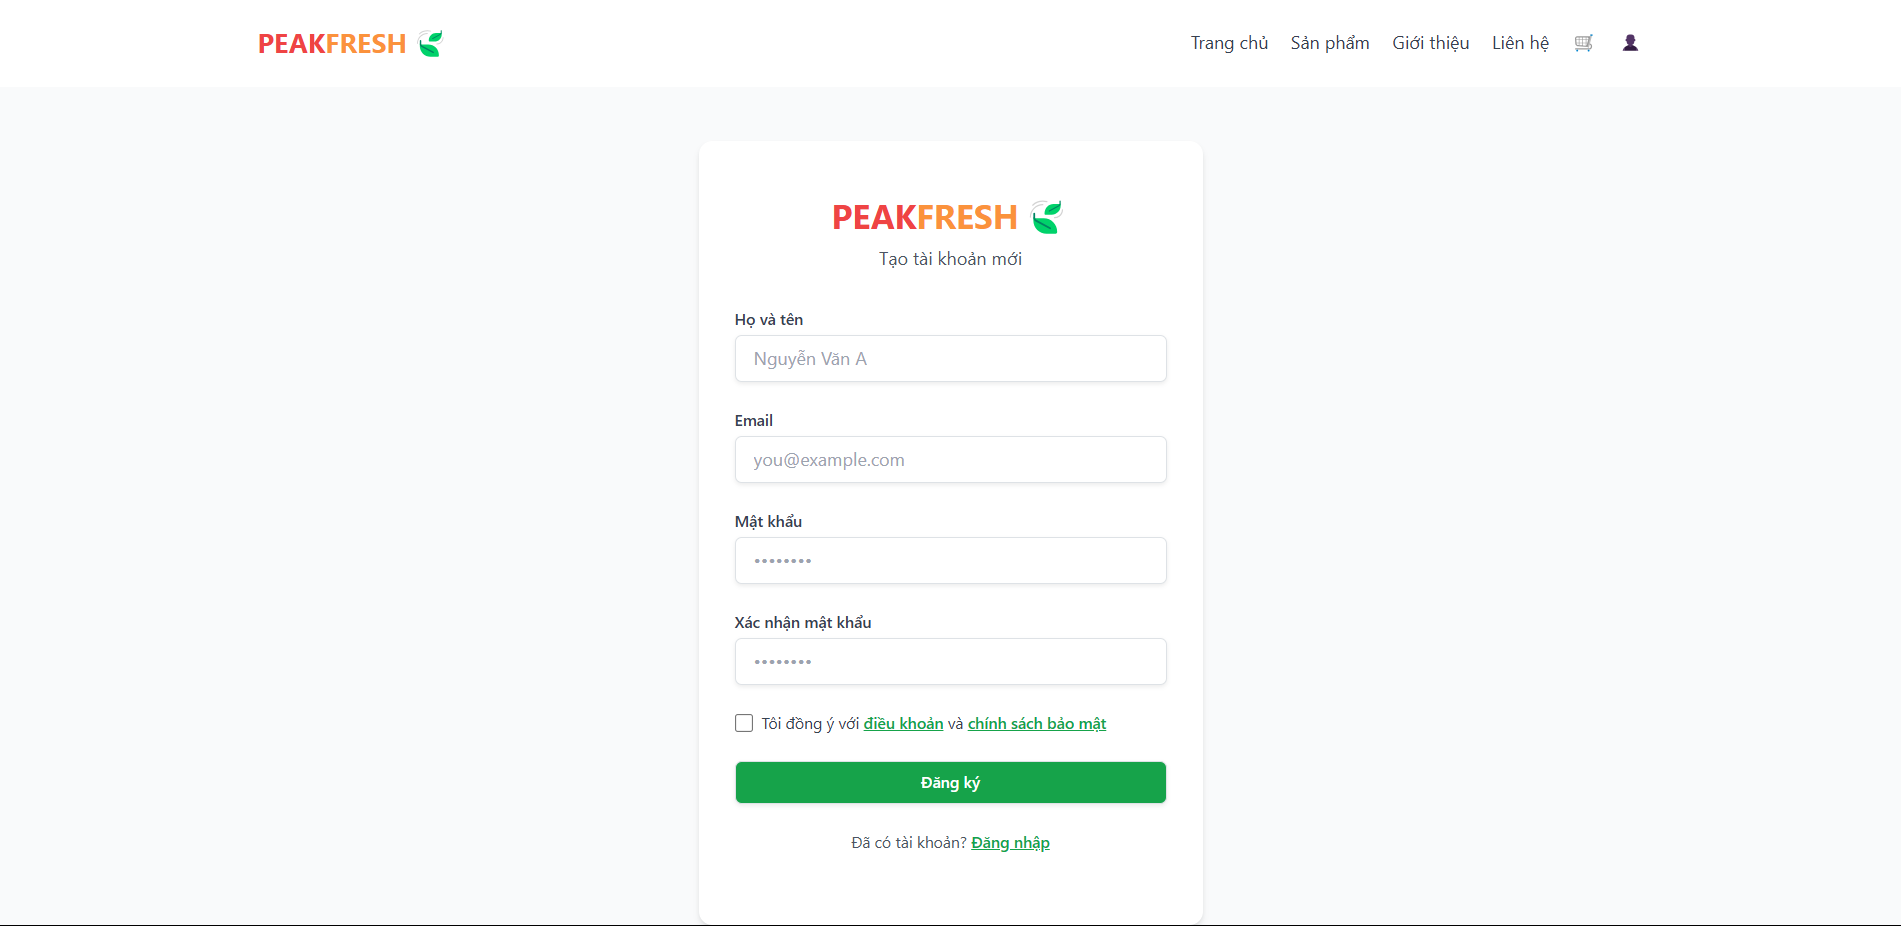 PEAKFRESH
Trang chủ Sản phẩm Giới thiệu Liên hệ
PEAKFRESH
Tạo tài khoản mới
Họ và tên
Nguyễn Văn A
Email
you@example.com
Mật khẩu
••••••••
Xác nhận mật khẩu
••••••••
Tôi đồng ý với điều khoản và chính sách bảo mật
Đăng ký
Đã có tài khoản? Đăng nhập